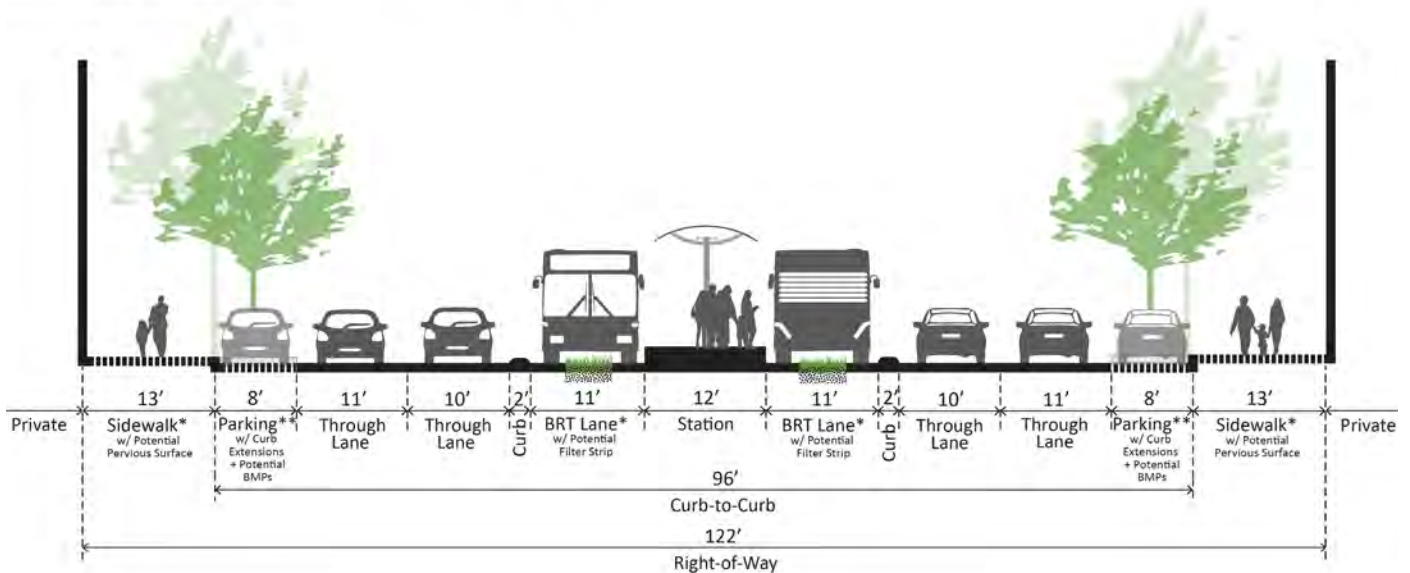 13’ 8’ 11’ 10’ 2’ 11’ 12’ 11’ 2’ 10’ 11’ 8’ 13’
Private
Sidewalk*
w/ Potential
Pervious Surface
Parking**
w/ Curb
Extensions
+ Potential
BMPs
Through
Lane
Through
Lane
Curb
BRT Lane*
w/ Potential
Filter Strip
Station
BRT Lane*
w/ Potential
Filter Strip
Curb
Through
Lane
Through
Lane
Parking**
w/ Curb
Extensions
+ Potential
BMPs
Sidewalk*
w/ Potential
Pervious Surface
Private
96’
Curb-to-Curb
122’
Right-of-Way